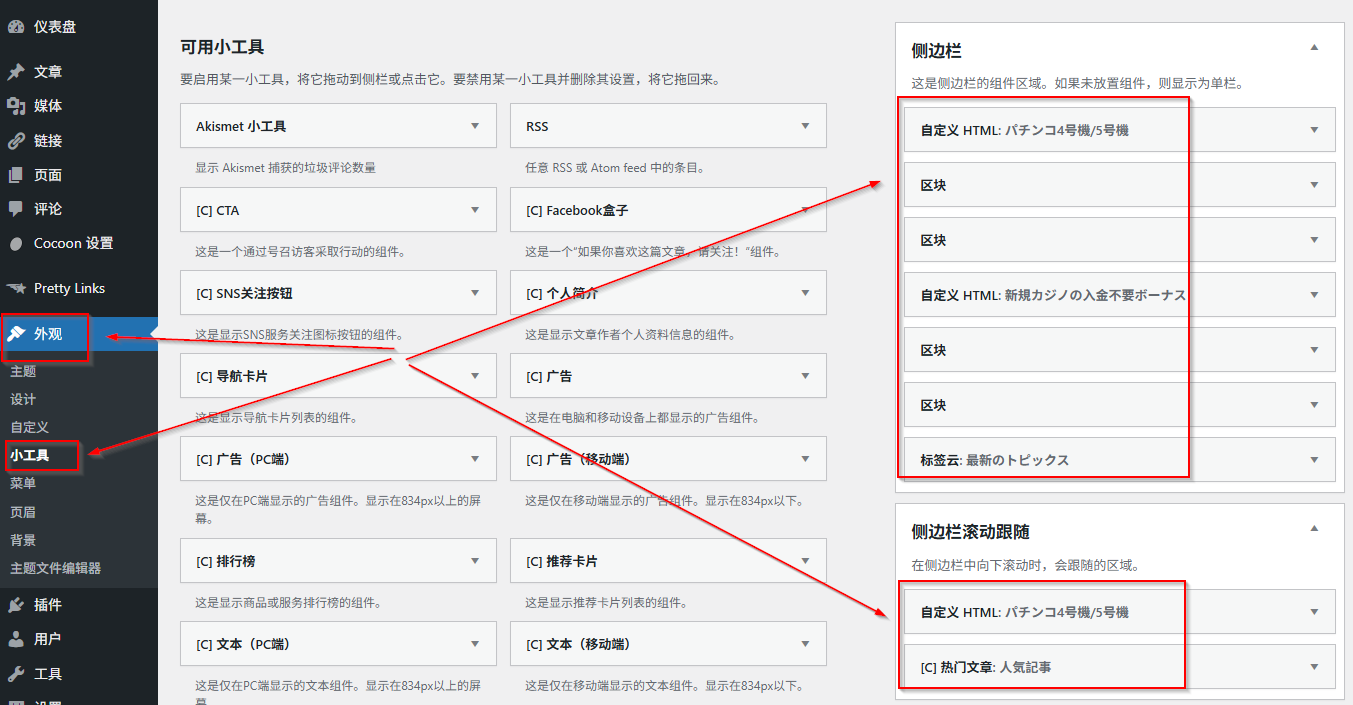 仪表盘
文章
媒体
链接
页面
评论
Cocoon 设置
Pretty Links
外观
主题
设计
自定义
小工具
菜单
页眉
背景
主题文件编辑器
插件
用户
工具
可用小工具
要启用某一小工具，将它拖动到侧栏或点击它。要禁用某一小工具并删除其设置，将它拖回来。
Akismet 小工具
RSS
显示 Akismet 捕获的垃圾评论数量
任意 RSS 或 Atom feed 中的条目。
[C] CTA
[C] Facebook盒子
这是一个通过号召访客采取行动的组件。
这是一个“如果你喜欢这篇文章，请关注！“组件。
[C] SNS关注按钮
[C] 个人简介
这是显示SNS服务关注图标按钮的组件。
这是显示文章作者个人资料信息的组件。
[C] 导航卡片
[C] 广告
这是显示导航卡片列表的组件。
这是在电脑和移动设备上都显示的广告组件。
[C] 广告（PC端）
[C] 广告（移动端）
这是仅在PC端显示的广告组件。显示在834px以上的屏
幕。
这是仅在移动端显示的广告组件。显示在834px以下。
[C] 排行榜
[C] 推荐卡片
这是显示商品或服务排行榜的组件。
这是显示推荐卡片列表的组件。
[C] 文本（PC端）
[C] 文本（移动端）
这是仅在PC端显示的文本组件。显示在834px以上的屏
这是仅在移动端显示的文本组件。显示在834px以下。
侧边栏
这是侧边栏的组件区域。如果未放置组件，则显示为单栏。
自定义 HTML: パチンコ4号機/5号機
区块
区块
自定义 HTML: 新規カジノの入金不要ボーナス
区块
区块
标签云: 最新のトピックス
侧边栏滚动跟随
在侧边栏中向下滚动时，会跟随的区域。
自定义 HTML: パチンコ4号機/5号機
[C] 热门文章: 人気記事